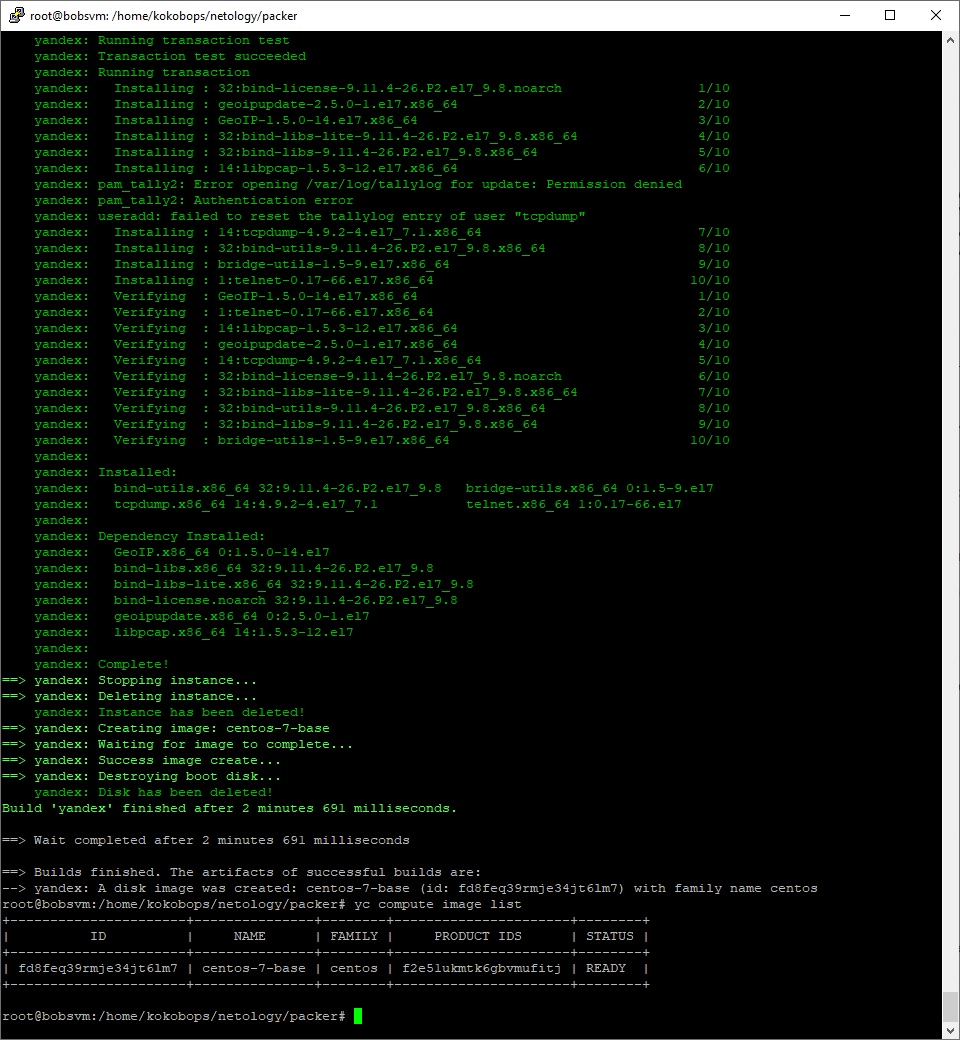 root@bobsvm: /home/kokobops/netology/packer
yandex: Running transaction test
yandex: Transaction test succeeded
yandex: Running transaction
yandex:   Installing : 32:bind-license-9.11.4-26.P2.el7_9.8.noarch 1/10
yandex:   Installing : geoipupdate-2.5.0-1.el7.x86_64 2/10
yandex:   Installing : GeoIP-1.5.0-14.el7.x86_64 3/10
yandex:   Installing : 32:bind-libs-lite-9.11.4-26.P2.el7_9.8.x86_64 4/10
yandex:   Installing : 32:bind-libs-9.11.4-26.P2.el7_9.8.x86_64 5/10
yandex:   Installing : 14:libpcap-1.5.3-12.el7.x86_64 6/10
yandex: pam_tally2: Error opening /var/log/tallylog for update: Permission denied
yandex: pam_tally2: Authentication error
yandex: useradd: failed to reset the tallylog entry of user "tcpdump"
yandex:   Installing : 14:tcpdump-4.9.2-4.el7_7.1.x86_64 7/10
yandex:   Installing : 32:bind-utils-9.11.4-26.P2.el7_9.8.x86_64 8/10
yandex:   Installing : bridge-utils-1.5-9.el7.x86_64 9/10
yandex:   Installing : 1:telnet-0.17-66.el7.x86_64 10/10
yandex:   Verifying  : GeoIP-1.5.0-14.el7.x86_64 1/10
yandex:   Verifying  : 1:telnet-0.17-66.el7.x86_64 2/10
yandex:   Verifying  : 14:libpcap-1.5.3-12.el7.x86_64 3/10
yandex:   Verifying  : geoipupdate-2.5.0-1.el7.x86_64 4/10
yandex:   Verifying  : 14:tcpdump-4.9.2-4.el7_7.1.x86_64 5/10
yandex:   Verifying  : 32:bind-license-9.11.4-26.P2.el7_9.8.noarch 6/10
yandex:   Verifying  : 32:bind-libs-lite-9.11.4-26.P2.el7_9.8.x86_64 7/10
yandex:   Verifying  : 32:bind-utils-9.11.4-26.P2.el7_9.8.x86_64 8/10
yandex:   Verifying  : 32:bind-libs-9.11.4-26.P2.el7_9.8.x86_64 9/10
yandex:   Verifying  : bridge-utils-1.5-9.el7.x86_64 10/10
yandex:
yandex: Installed:
yandex:   bind-utils.x86_64 32:9.11.4-26.P2.el7_9.8   bridge-utils.x86_64 0:1.5-9.el7
yandex:   tcpdump.x86_64 14:4.9.2-4.el7_7.1   telnet.x86_64 1:0.17-66.el7
yandex:
yandex: Dependency Installed:
yandex:   GeoIP.x86_64 0:1.5.0-14.el7
yandex:   bind-libs.x86_64 32:9.11.4-26.P2.el7_9.8
yandex:   bind-libs-lite.x86_64 32:9.11.4-26.P2.el7_9.8
yandex:   bind-license.noarch 32:9.11.4-26.P2.el7_9.8
yandex:   geoipupdate.x86_64 0:2.5.0-1.el7
yandex:   libpcap.x86_64 14:1.5.3-12.el7
yandex:
yandex: Complete!
==> yandex: Stopping instance...
==> yandex: Deleting instance...
yandex: Instance has been deleted!
==> yandex: Creating image: centos-7-base
==> yandex: Waiting for image to complete...
==> yandex: Success image create...
==> yandex: Destroying boot disk...
yandex: Disk has been deleted!
Build 'yandex' finished after 2 minutes 691 milliseconds.
==> Wait completed after 2 minutes 691 milliseconds
==> Builds finished. The artifacts of successful builds are:
--> yandex: A disk image was created: centos-7-base (id: fd8feq39rmje34jt6lm7) with family name centos
root@bobsvm:/home/kokobops/netology/packer# yc compute image list
+----------------------+---------------+--------+----------------------+--------+
|          ID          |     NAME      | FAMILY |     PRODUCT IDS      | STATUS |
+----------------------+---------------+--------+----------------------+--------+
| fd8feq39rmje34jt6lm7 | centos-7-base | centos | f2e5lukmtk6gbvmufitj | READY  |
+----------------------+---------------+--------+----------------------+--------+
root@bobsvm:/home/kokobops/netology/packer#